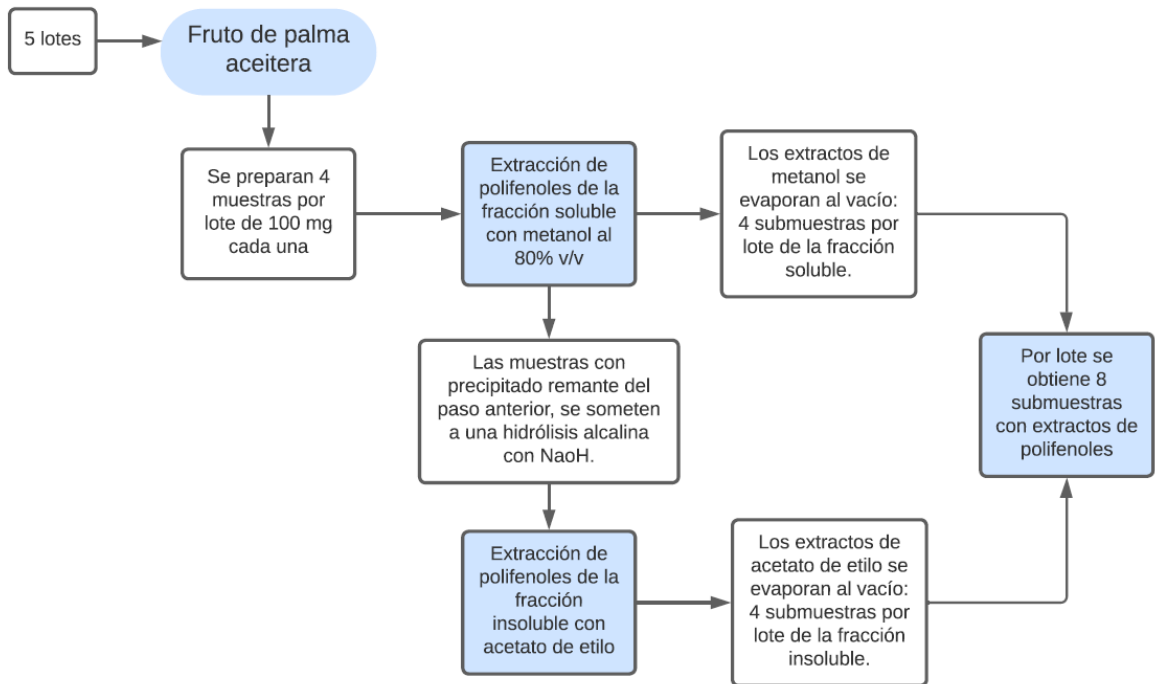 5 lotes
Fruto de palma
aceitera
Se preparan 4
muestras por
lote de 100 mg
cada una
Extracción de
polifenoles de la
fracción soluble
con metanol al
80% v/v
Los extractos de
metanol se
evaporan al vacío:
4 submuestras por
lote de la fracción
soluble.
Las muestras con
precipitado remante del
paso anterior, se someten
a una hidrólisis alcalina
con NaoH.
Por lote se
obtiene 8
submuestras
con extractos de
polifenoles
Extracción de
polifenoles de la
fracción
insoluble con
acetato de etilo
Los extractos de
acetato de etilo se
evaporan al vacío:
4 submuestras por
lote de la fracción
insoluble.